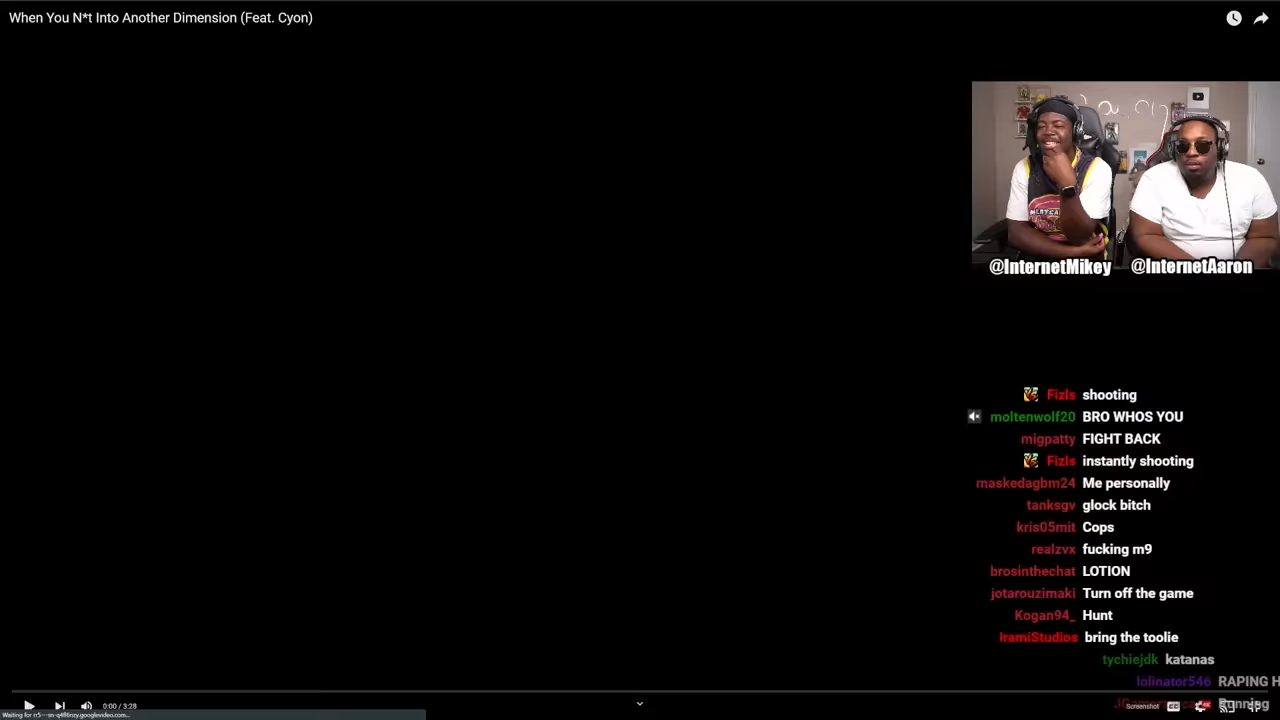 When You N*t Into Another Dimension (Feat. Cyon)
@InternetMikey @InternetAaron
Fizls shooting
moltenwolf20 BRO WHOS YOU
migpatty FIGHT BACK
Fizls instantly shooting
maskedagbm24 Me personally
tanksgv glock bitch
kris05mit Cops
realzvx fucking m9
brosinthechat LOTION
jotarouzimaki Turn off the game
Kogan94_ Hunt
IramiStudios bring the toolie
tychiejdk katanas
lolinator546 RAPING H
Running
0:00 / 3:28
Screenshot